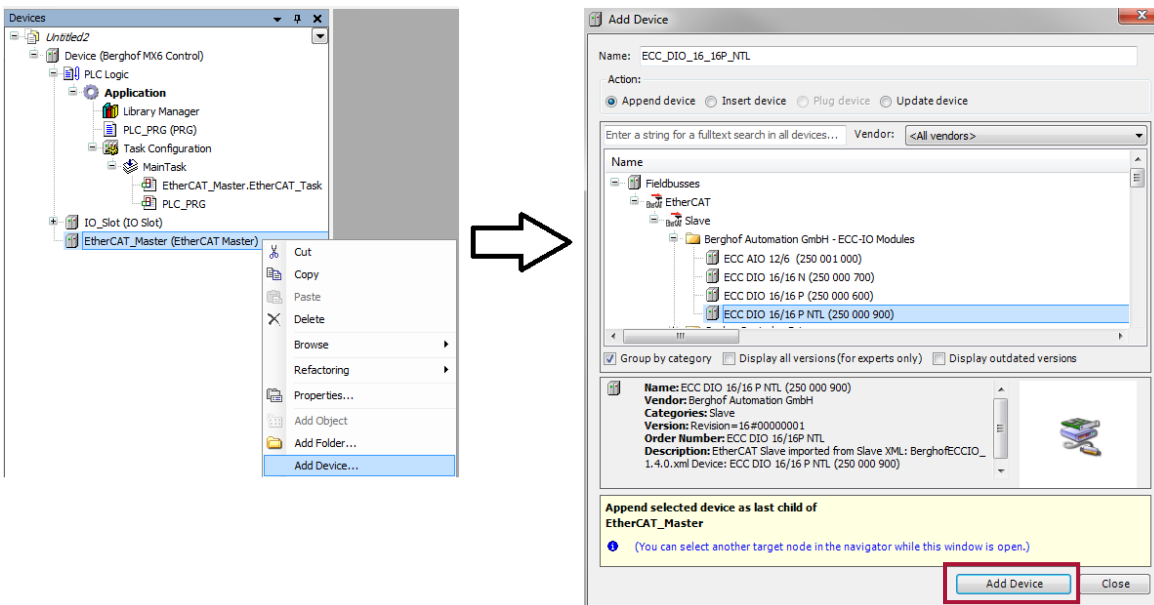 Devices
Untitled2
Device (Berghof MX6 Control)
PLC Logic
Application
Library Manager
PLC_PRG (PRG)
Task Configuration
MainTask
EtherCAT_Master.EtherCAT_Task
PLC_PRG
IO_Slot (IO Slot)
EtherCAT_Master (EtherCAT Master)
Cut
Copy
Paste
Delete
Browse
Refactoring
Properties...
Add Object
Add Folder...
Add Device...
Add Device
Name: ECC_DIO_16_16P_NTL
Action:
Append device Insert device Plug device Update device
Enter a string for a fulltext search in all devices... Vendor: <All vendors>
Name
Fieldbusses
EtherCAT
Slave
Berghof Automation GmbH - ECC-IO Modules
ECC AIO 12/6 (250 001 000)
ECC DIO 16/16 N (250 000 700)
ECC DIO 16/16 P (250 000 600)
ECC DIO 16/16 P NTL (250 000 900)
Group by category Display all versions (for experts only) Display outdated versions
Name: ECC DIO 16/16 P NTL (250 000 900)
Vendor: Berghof Automation GmbH
Categories: Slave
Version: Revision=16#00000001
Order Number: ECC DIO 16/16P NTL
Description: EtherCAT Slave imported from Slave XML: BerghofECCIO_
1.4.0.xml Device: ECC DIO 16/16 P NTL (250 000 900)
Append selected device as last child of
EtherCAT_Master
(You can select another target node in the navigator while this window is open.)
Add Device Close